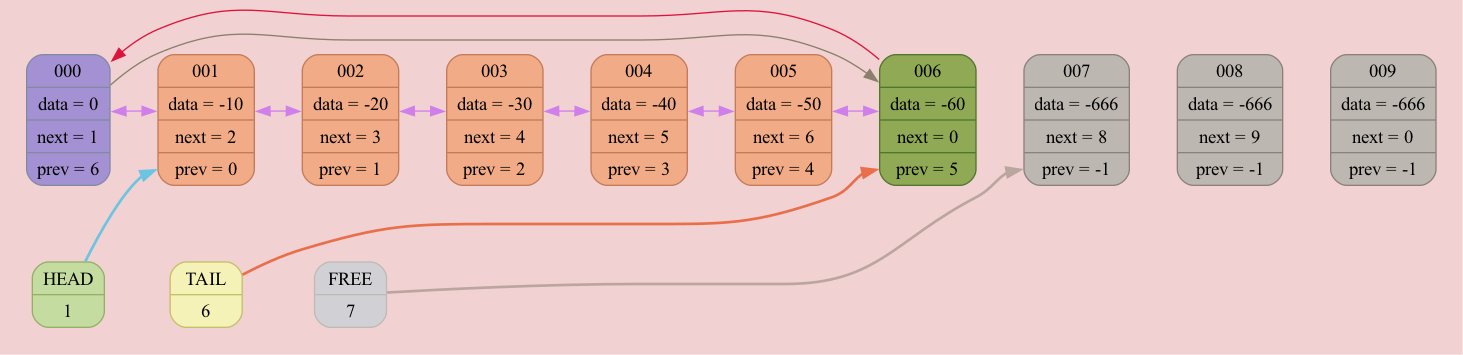 000
data = 0
next = 1
prev = 6
001
data = -10
next = 2
prev = 0
002
data = -20
next = 3
prev = 1
003
data = -30
next = 4
prev = 2
004
data = -40
next = 5
prev = 3
005
data = -50
next = 6
prev = 4
006
data = -60
next = 0
prev = 5
007
data = -666
next = 8
prev = -1
008
data = -666
next = 9
prev = -1
009
data = -666
next = 0
prev = -1
HEAD
1
TAIL
6
FREE
7